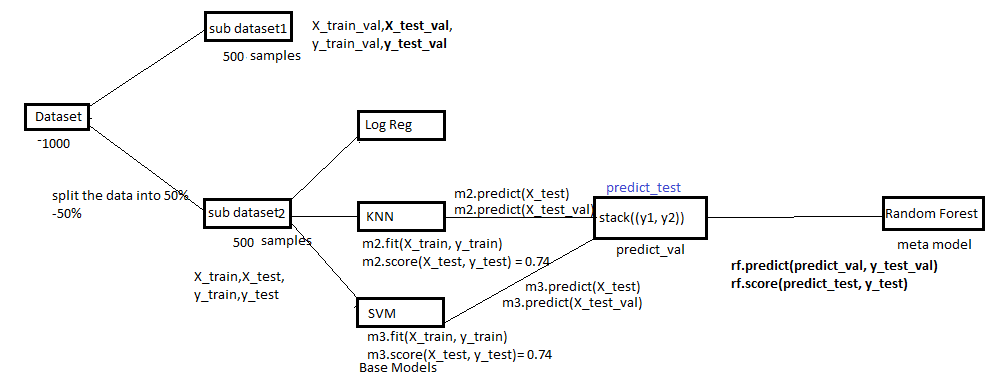 sub dataset1
X_train_val,X_test_val,
y_train_val,y_test_val
500 samples
Dataset
-1000
Log Reg
split the data into 50%
-50%
sub dataset2
500 samples
X_train,X_test,
y_train,y_test
KNN
m2.fit(X_train, y_train)
m2.score(X_test, y_test) = 0.74
m2.predict(X_test)
m2.predict(X_test_val)
predict_test
stack((y1, y2))
predict_val
Random Forest
meta model
rf.predict(predict_val, y_test_val)
rf.score(predict_test, y_test)
m3.predict(X_test)
m3.predict(X_test_val)
SVM
m3.fit(X_train, y_train)
m3.score(X_test, y_test)= 0.74
Base Models